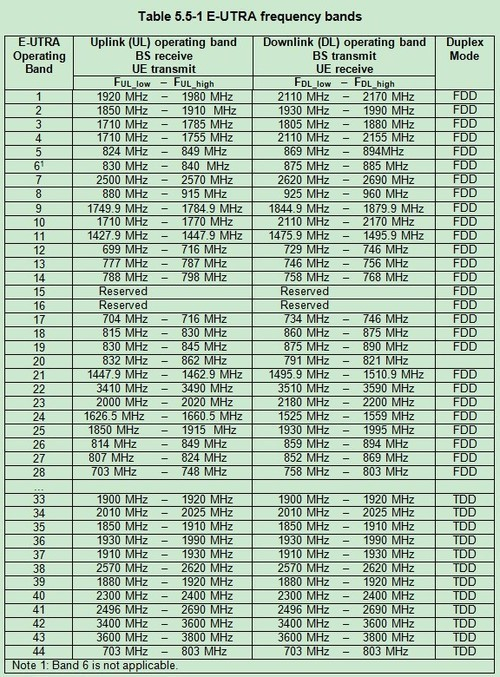 Table 5.5-1 E-UTRA frequency bands
E-UTRA Operating Band Uplink (UL) operating band BS receive UE transmit Downlink (DL) operating band BS transmit UE receive Duplex Mode
FUL_low – FUL_high FDL_low – FDL_high
1 1920 MHz – 1980 MHz 2110 MHz – 2170 MHz FDD
2 1850 MHz – 1910 MHz 1930 MHz – 1990 MHz FDD
3 1710 MHz – 1785 MHz 1805 MHz – 1880 MHz FDD
4 1710 MHz – 1755 MHz 2110 MHz – 2155 MHz FDD
5 824 MHz – 849 MHz 869 MHz – 894MHz FDD
6¹ 830 MHz – 840 MHz 875 MHz – 885 MHz FDD
7 2500 MHz – 2570 MHz 2620 MHz – 2690 MHz FDD
8 880 MHz – 915 MHz 925 MHz – 960 MHz FDD
9 1749.9 MHz – 1784.9 MHz 1844.9 MHz – 1879.9 MHz FDD
10 1710 MHz – 1770 MHz 2110 MHz – 2170 MHz FDD
11 1427.9 MHz – 1447.9 MHz 1475.9 MHz – 1495.9 MHz FDD
12 699 MHz – 716 MHz 729 MHz – 746 MHz FDD
13 777 MHz – 787 MHz 746 MHz – 756 MHz FDD
14 788 MHz – 798 MHz 758 MHz – 768 MHz FDD
15 Reserved Reserved FDD
16 Reserved Reserved FDD
17 704 MHz – 716 MHz 734 MHz – 746 MHz FDD
18 815 MHz – 830 MHz 860 MHz – 875 MHz FDD
19 830 MHz – 845 MHz 875 MHz – 890 MHz FDD
20 832 MHz – 862 MHz 791 MHz – 821 MHz
21 1447.9 MHz – 1462.9 MHz 1495.9 MHz – 1510.9 MHz FDD
22 3410 MHz – 3490 MHz 3510 MHz – 3590 MHz FDD
23 2000 MHz – 2020 MHz 2180 MHz – 2200 MHz FDD
24 1626.5 MHz – 1660.5 MHz 1525 MHz – 1559 MHz FDD
25 1850 MHz – 1915 MHz 1930 MHz – 1995 MHz FDD
26 814 MHz – 849 MHz 859 MHz – 894 MHz FDD
27 807 MHz – 824 MHz 852 MHz – 869 MHz FDD
28 703 MHz – 748 MHz 758 MHz – 803 MHz FDD
...
33 1900 MHz – 1920 MHz 1900 MHz – 1920 MHz TDD
34 2010 MHz – 2025 MHz 2010 MHz – 2025 MHz TDD
35 1850 MHz – 1910 MHz 1850 MHz – 1910 MHz TDD
36 1930 MHz – 1990 MHz 1930 MHz – 1990 MHz TDD
37 1910 MHz – 1930 MHz 1910 MHz – 1930 MHz TDD
38 2570 MHz – 2620 MHz 2570 MHz – 2620 MHz TDD
39 1880 MHz – 1920 MHz 1880 MHz – 1920 MHz TDD
40 2300 MHz – 2400 MHz 2300 MHz – 2400 MHz TDD
41 2496 MHz – 2690 MHz 2496 MHz – 2690 MHz TDD
42 3400 MHz – 3600 MHz 3400 MHz – 3600 MHz TDD
43 3600 MHz – 3800 MHz 3600 MHz – 3800 MHz TDD
44 703 MHz – 803 MHz 703 MHz – 803 MHz TDD
Note 1: Band 6 is not applicable.